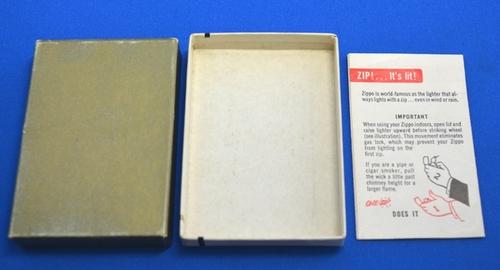 ZIP!... It's lit!
Zippo is world-famous as the lighter that al-
ways lights with a zip... even in wind or rain.
IMPORTANT
When using your Zippo indoors, open lid and
raise lighter upward before striking wheel
(see illustration). This movement eliminates
gas lock, which may prevent your Zippo
from lighting on the
first zip.
If you are a pipe or
cigar smoker, pull
the wick a little past
chimney height for a
larger flame.
ONE-ZIP
DOES IT